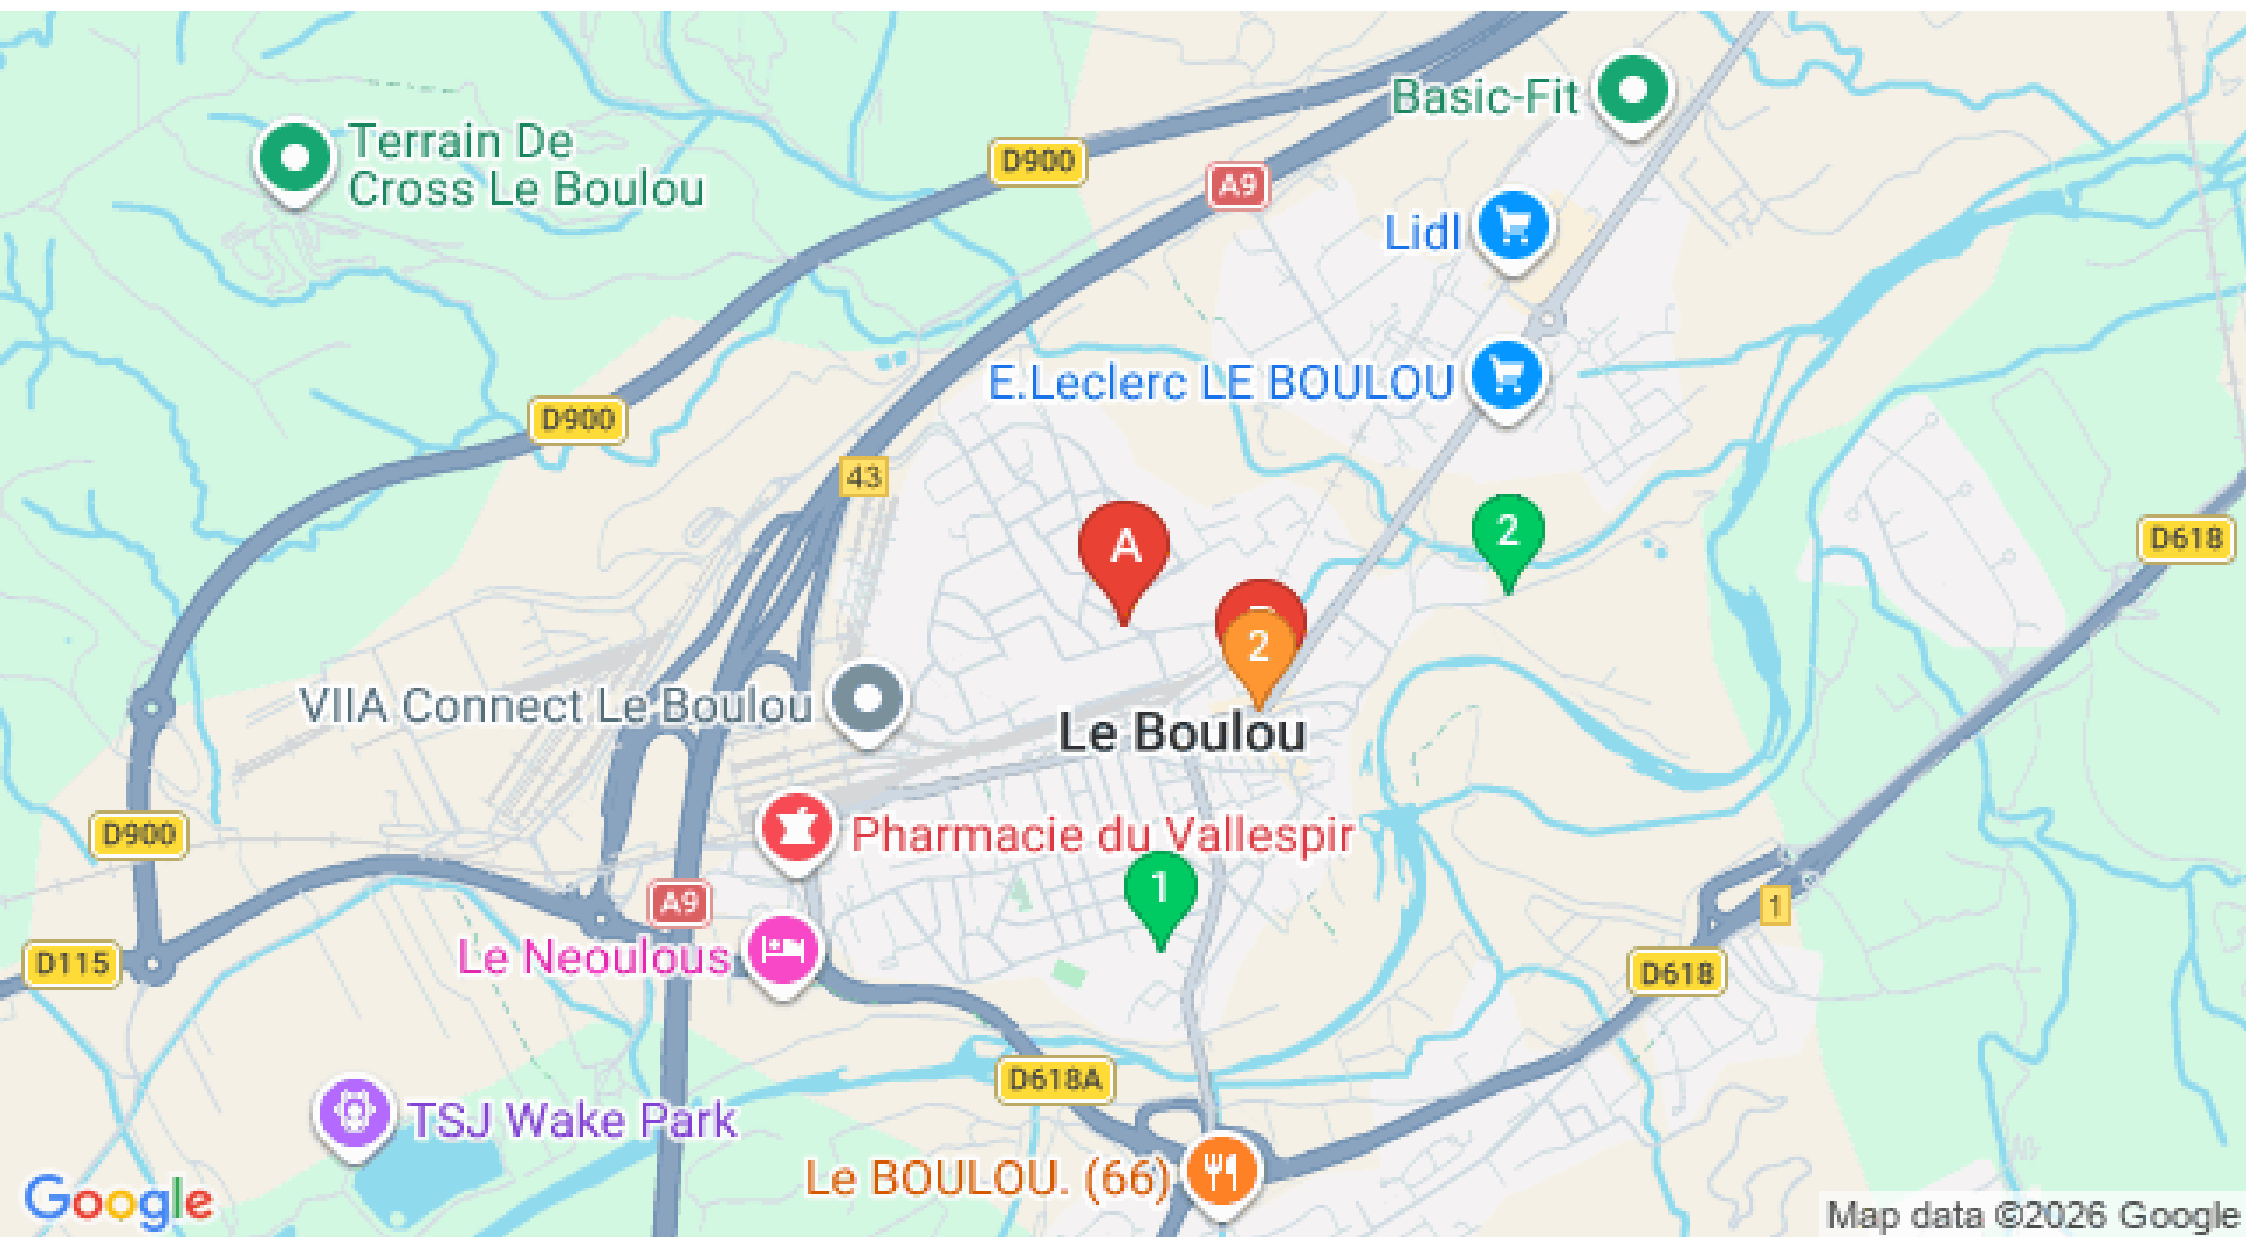 Basic-Fit
Terrain De
Cross Le Boulou
D900
A9
Lidl
E.Leclerc LE BOULOU
D900
43
A
2
D618
2
VIIA Connect Le Boulou
Le Boulou
D900
Pharmacie du Vallespir
1
A9
1
D115
Le Neoulous
D618
D618A
TSJ Wake Park
Le BOULOU. (66)
Google
Map data ©2026 Google